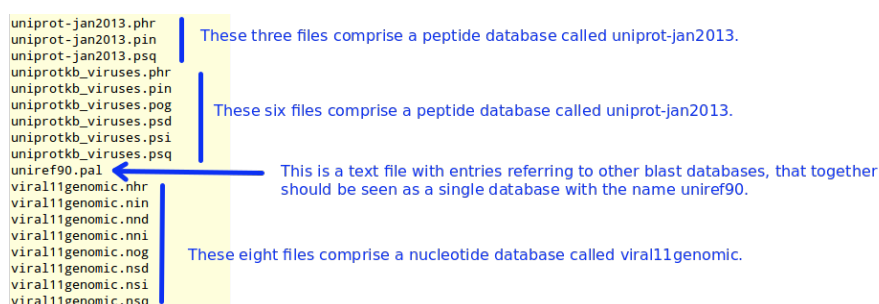 uniprot-jan2013.phr
uniprot-jan2013.pin
uniprot-jan2013.psq
These three files comprise a peptide database called uniprot-jan2013.
uniprotkb_viruses.phr
uniprotkb_viruses.pin
uniprotkb_viruses.pog
uniprotkb_viruses.psd
uniprotkb_viruses.psi
uniprotkb_viruses.psq
These six files comprise a peptide database called uniprot-jan2013.
uniref90.pal
This is a text file with entries referring to other blast databases, that together
should be seen as a single database with the name uniref90.
viral11genomic.nhr
viral11genomic.nin
viral11genomic.nnd
viral11genomic.nni
viral11genomic.nog
viral11genomic.nsd
viral11genomic.nsi
viral11genomic.nsq
These eight files comprise a nucleotide database called viral11genomic.